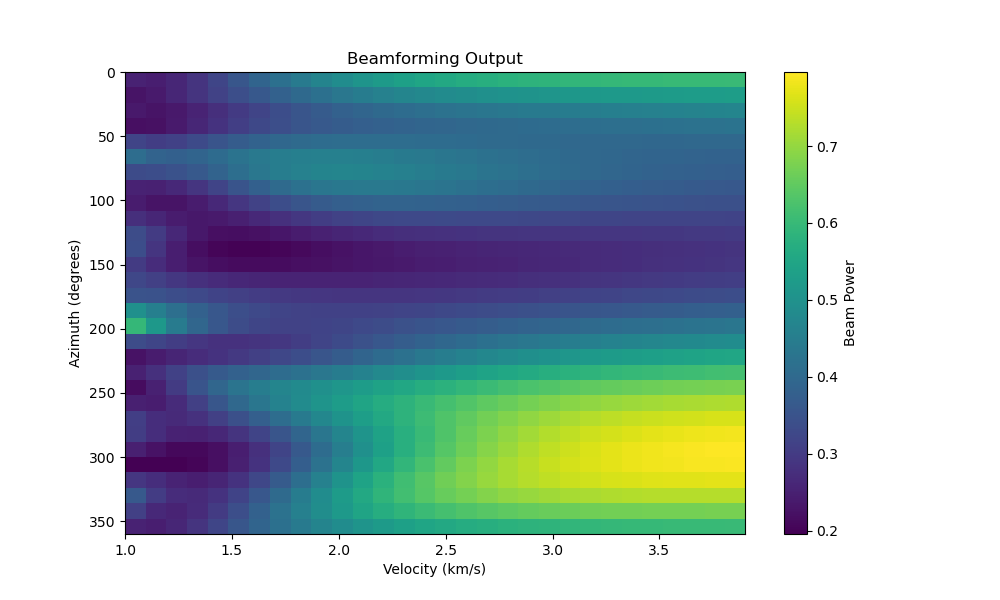 Beamforming Output
0
50
100
150
200
250
300
350
Azimuth (degrees)
1.0 1.5 2.0 2.5 3.0 3.5
Velocity (km/s)
0.7
0.6
0.5
0.4
0.3
0.2
Beam Power